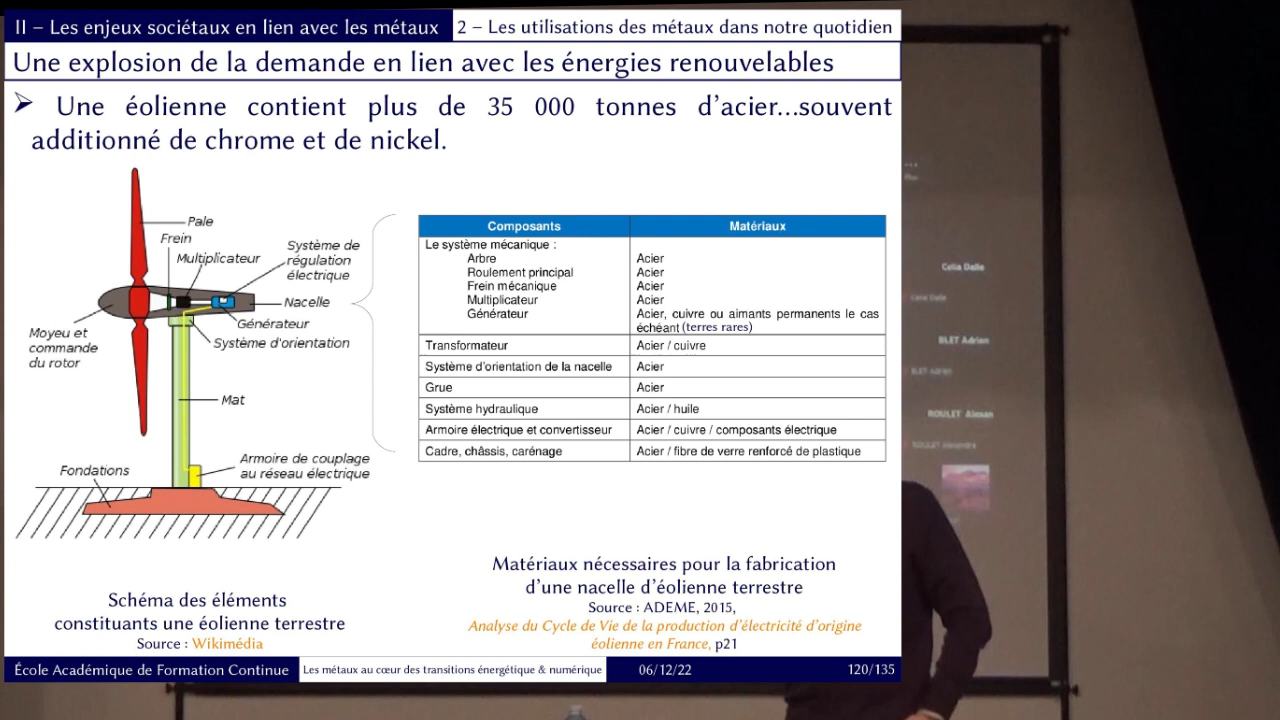 II – Les enjeux sociétaux en lien avec les métaux
2 – Les utilisations des métaux dans notre quotidien
Une explosion de la demande en lien avec les énergies renouvelables
➢ Une éolienne contient plus de 35 000 tonnes d’acier...souvent
additionné de chrome et de nickel.
Pale
Frein
Multiplicateur
Système de
régulation
électrique
Nacelle
Générateur
Système d'orientation
Moyeu et
commande
du rotor
Mat
Armoire de couplage
au réseau électrique
Fondations
Composants Matériaux
Le système mécanique :
Arbre Acier
Roulement principal Acier
Frein mécanique Acier
Multiplicateur Acier
Générateur Acier, cuivre ou aimants permanents le cas
échéant (terres rares)
Transformateur Acier / cuivre
Système d'orientation de la nacelle Acier
Grue Acier
Système hydraulique Acier / huile
Armoire électrique et convertisseur Acier / cuivre / composants électrique
Cadre, châssis, carénage Acier / fibre de verre renforcé de plastique
Schéma des éléments
constituants une éolienne terrestre
Source : Wikimédia
Matériaux nécessaires pour la fabrication
d’une nacelle d’éolienne terrestre
Source : ADEME, 2015,
Analyse du Cycle de Vie de la production d’électricité d’origine
éolienne en France, p21
École Académique de Formation Continue
Les métaux au cœur des transitions énergétique & numérique
06/12/22
120/135
Celia Dalle
Celia Dalle
BLET Adrien
BLET Adrien
ROULET
ROULET